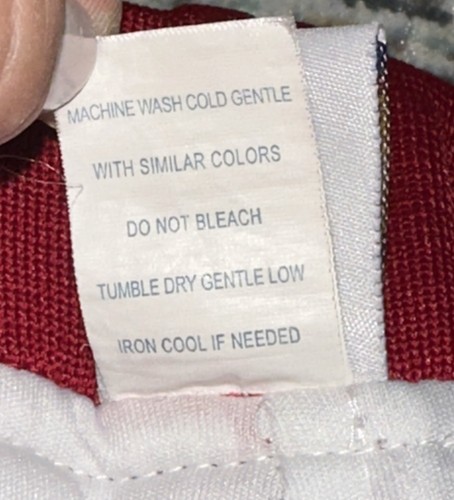 MACHINE WASH COLD GENTLE
WITH SIMILAR COLORS
DO NOT BLEACH
TUMBLE DRY GENTLE LOW
IRON COOL IF NEEDED